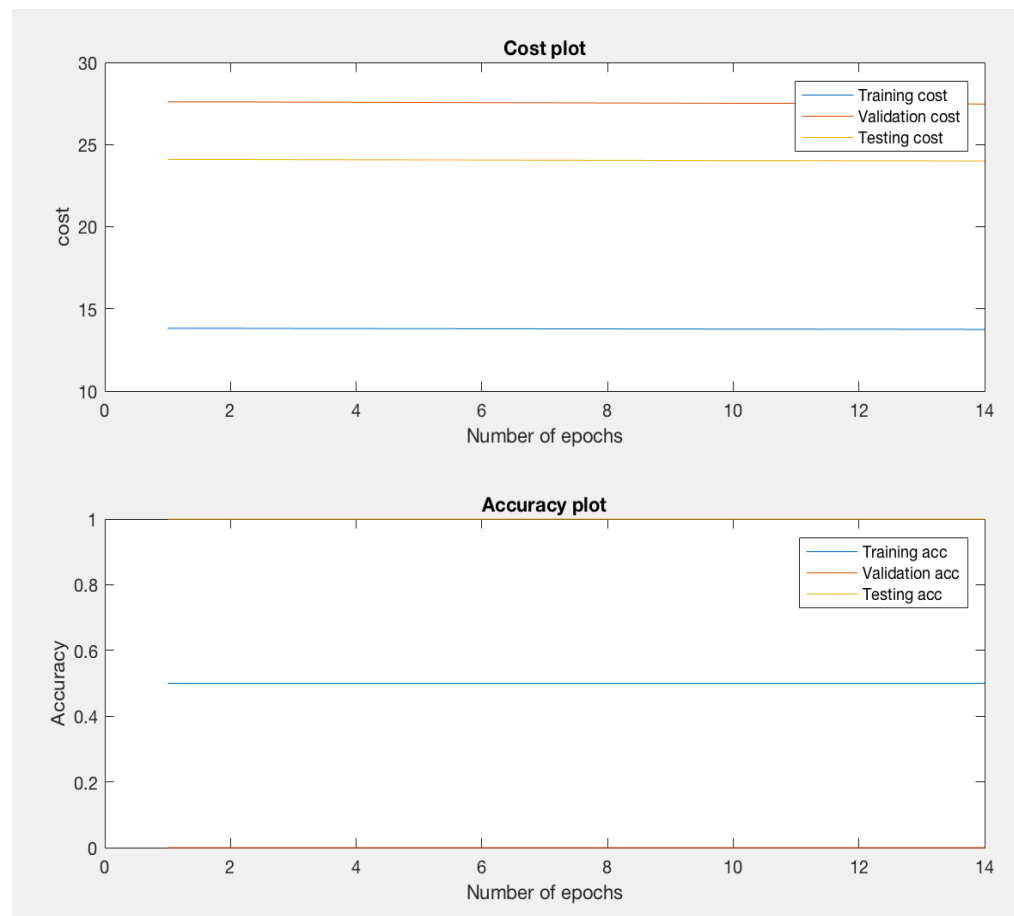 Cost plot
30
25
20
15
10
cost
Training cost
Validation cost
Testing cost
0 2 4 6 8 10 12 14
Number of epochs
Accuracy plot
1
0.8
0.6
0.4
0.2
0
Accuracy
Training acc
Validation acc
Testing acc
0 2 4 6 8 10 12 14
Number of epochs